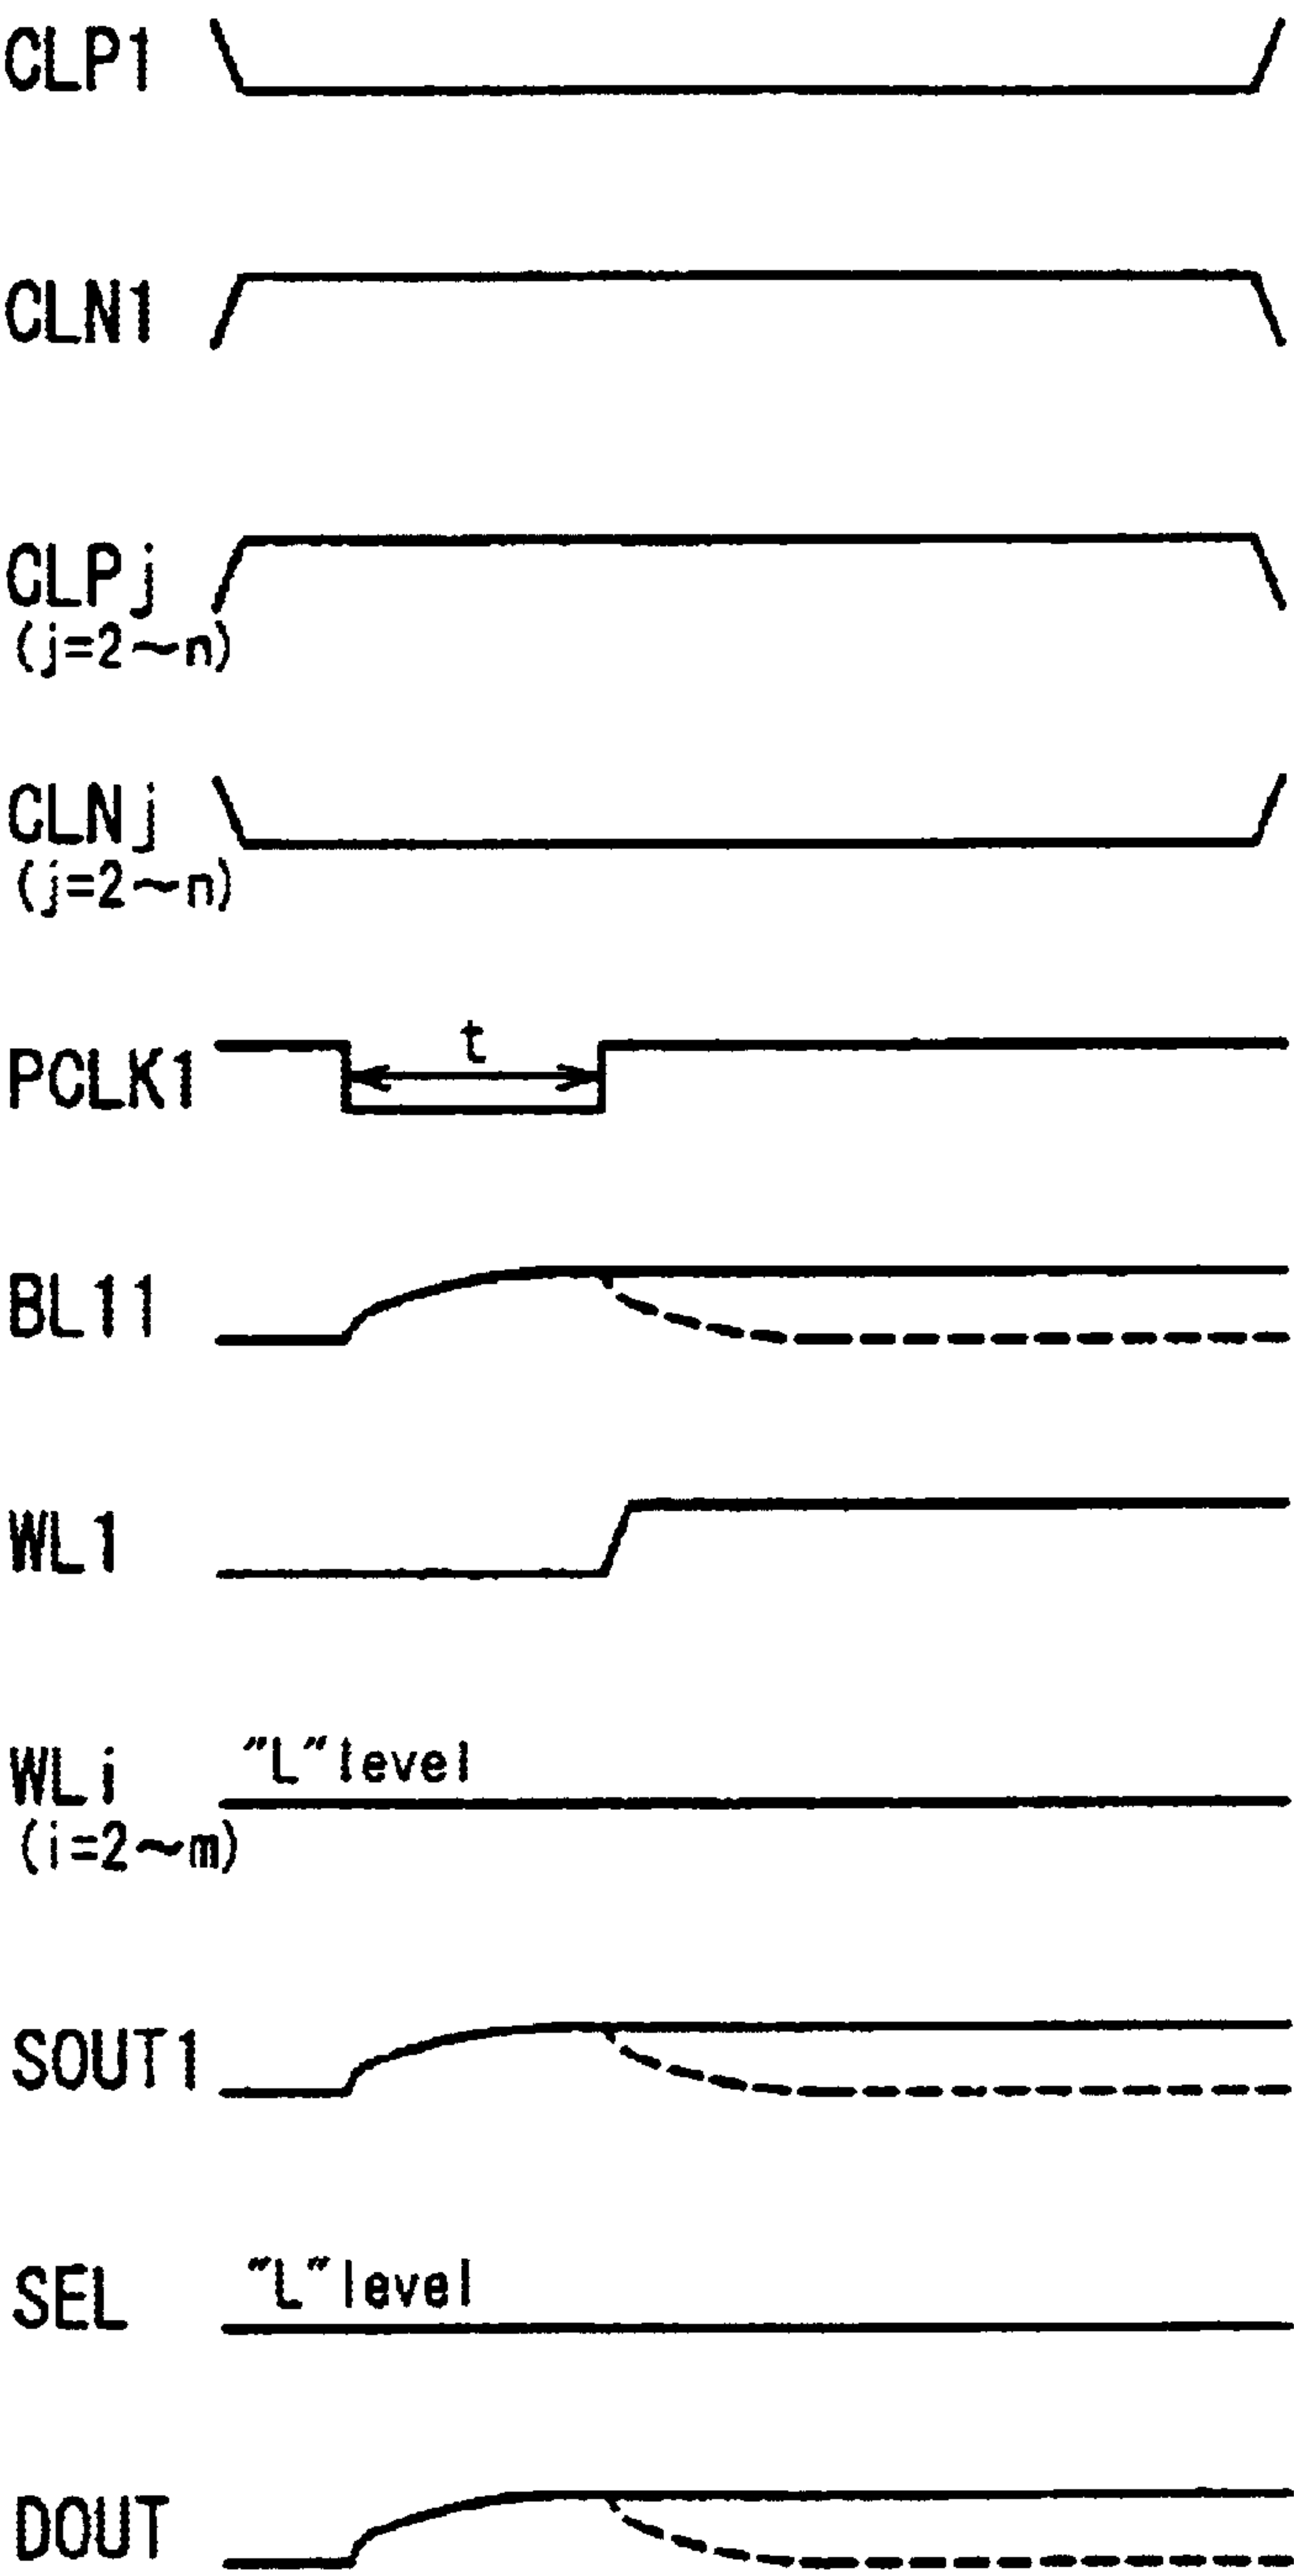 CLP1
CLN1
CLPj
(j=2~n)
CLNj
(j=2~n)
t
PCLK1
BL11
WL1
"L"level
WLi
(i=2~m)
SOUT1
"L"level
SEL
DOUT